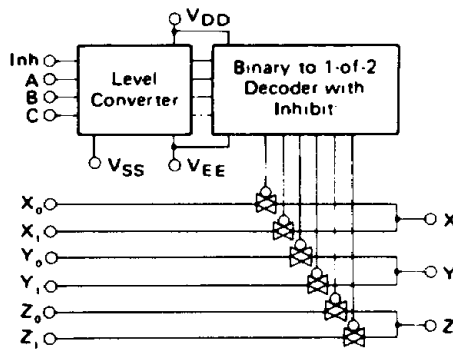 VDD
Inh
A
B
C
Level
Converter
Binary to 1-of-2
Decoder with
Inhibit
VSS
VEE
X0
X1
X
Y0
Y1
Y
Z0
Z1
Z